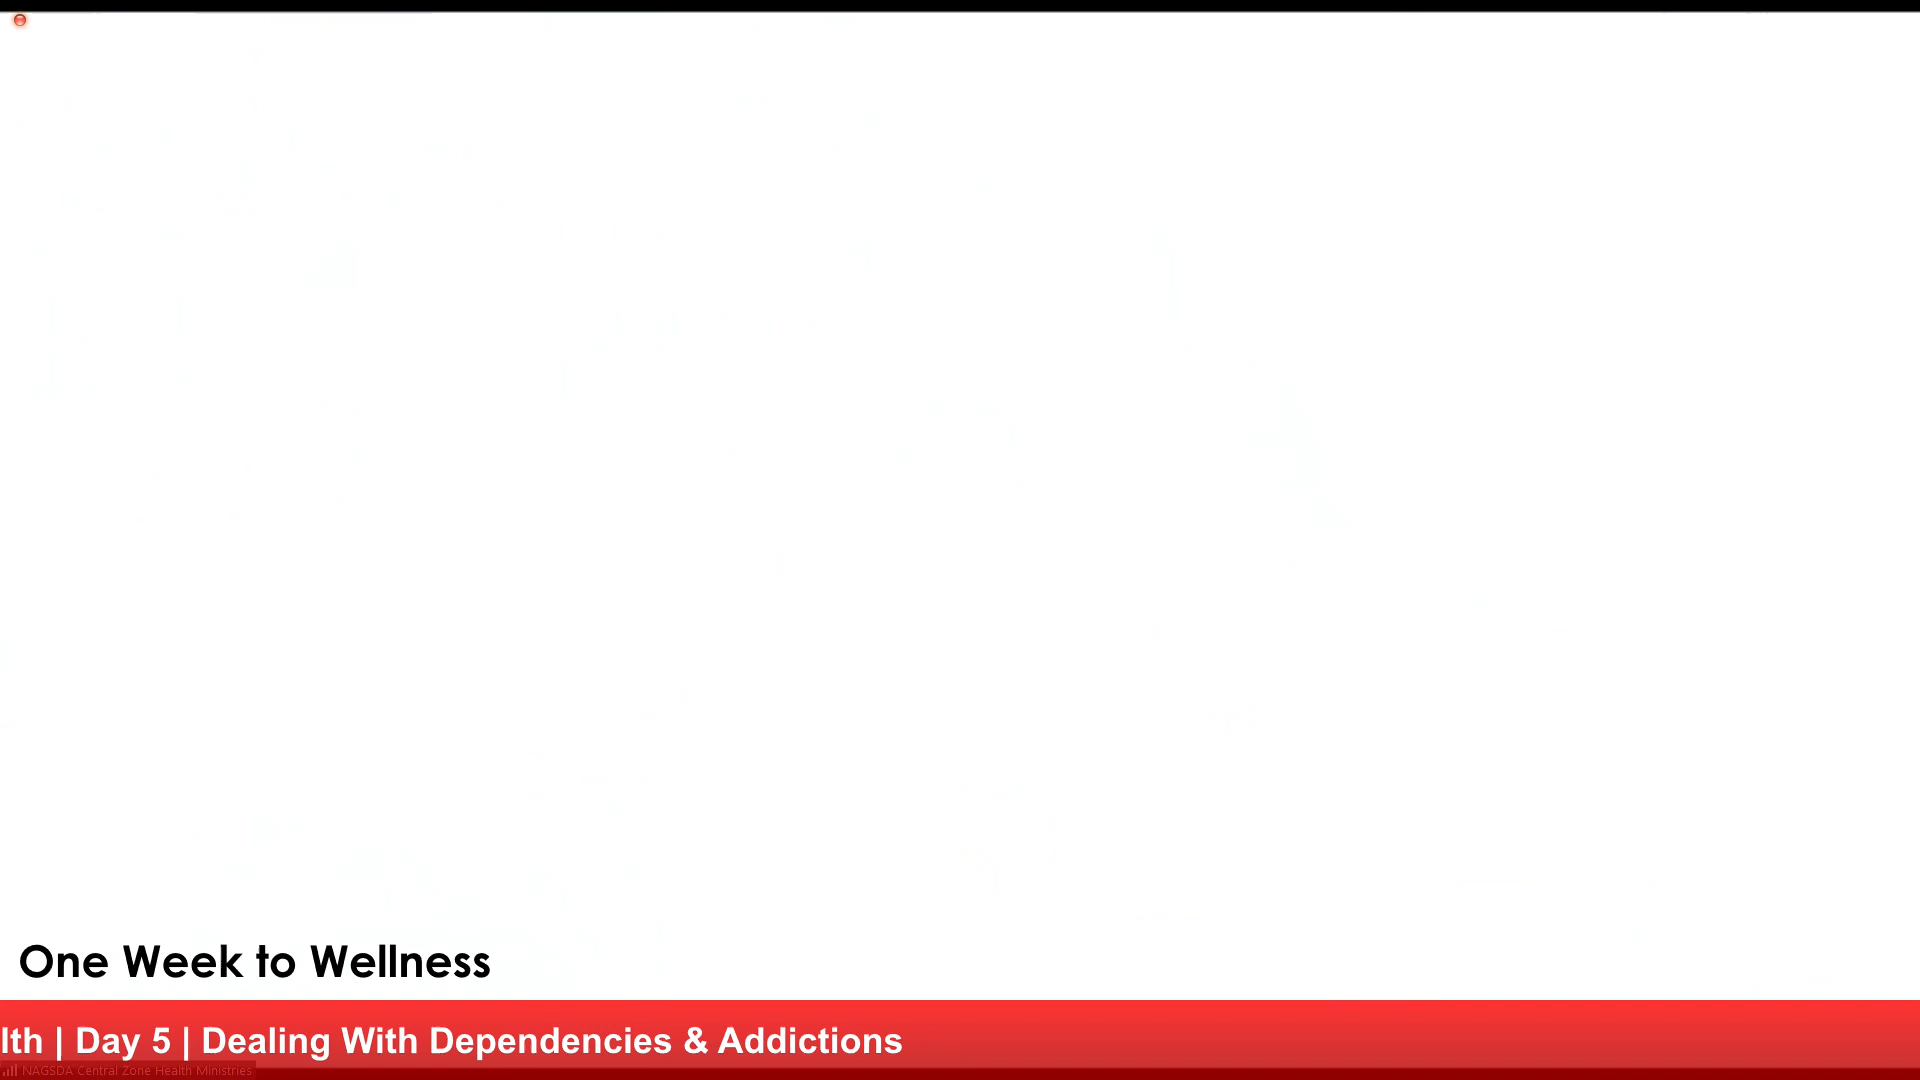 One Week to Wellness
lth | Day 5 | Dealing With Dependencies & Addictions
NAGSDA Central Zone Health Ministries